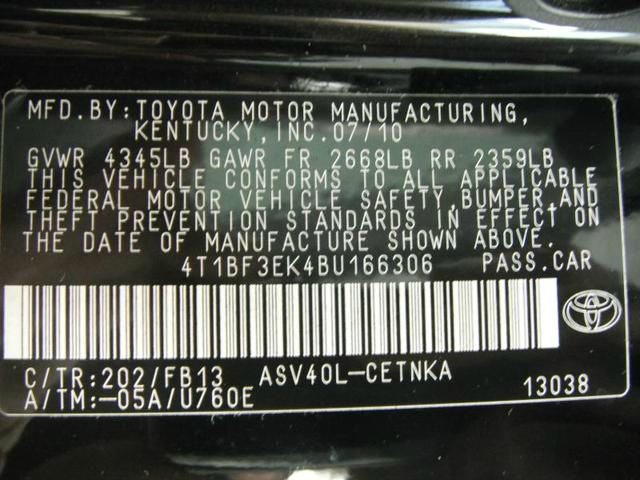 MFD.BY:TOYOTA MOTOR MANUFACTURING,
KENTUCKY,INC.07/10
GVWR 4345LB GAWR FR 2668LB RR 2359LB
THIS VEHICLE CONFORMS TO ALL APPLICABLE
FEDERAL MOTOR VEHICLE SAFETY,BUMPER,AND
THEFT PREVENTION STANDARDS IN EFFECT ON
THE DATE OF MANUFACTURE SHOWN ABOVE.
4T1BF3EK4BU166306 PASS.CAR
C/TR:202/FB13 ASV40L-CETNKA
A/TM:-05A/U760E 13038